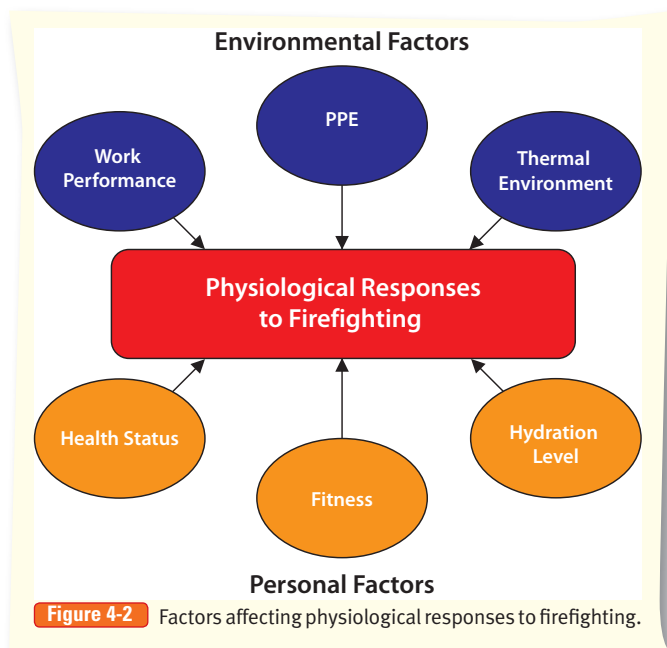 Environmental Factors
PPE
Work
Performance
Thermal
Environment
Physiological Responses
to Firefighting
Health Status
Fitness
Hydration
Level
Personal Factors
Figure 4-2 Factors affecting physiological responses to firefighting.